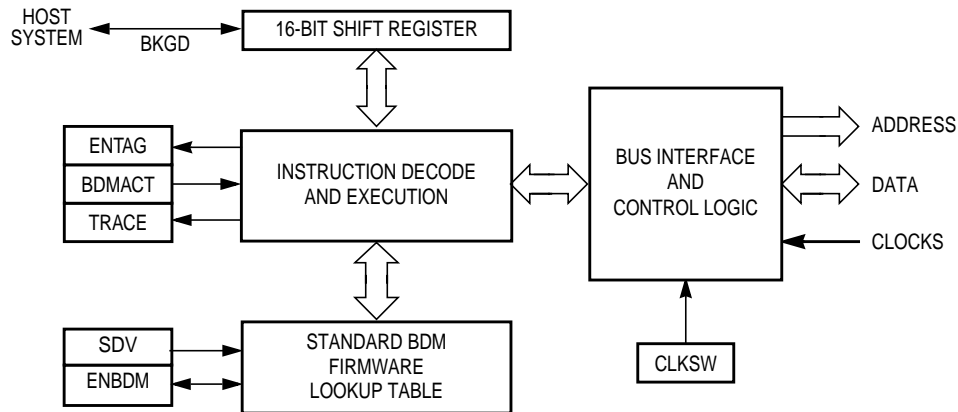 HOST
SYSTEM
BKGD
16-BIT SHIFT REGISTER
ENTAG
BDMACT
TRACE
INSTRUCTION DECODE
AND EXECUTION
BUS INTERFACE
AND
CONTROL LOGIC
ADDRESS
DATA
CLOCKS
SDV
ENBDM
STANDARD BDM
FIRMWARE
LOOKUP TABLE
CLKSW